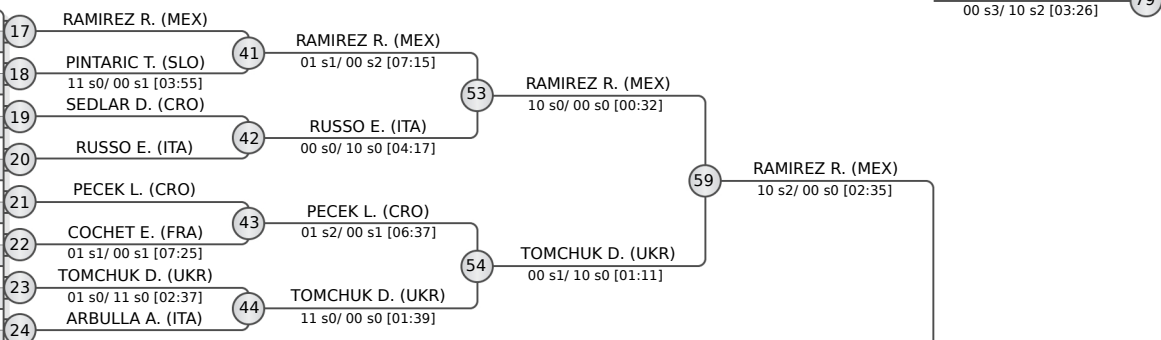 79
00 s3/ 10 s2 [03:26]
17
RAMIREZ R. (MEX)
18
PINTARIC T. (SLO)
11 s0/ 00 s1 [03:55]
19
SEDLAR D. (CRO)
20
RUSSO E. (ITA)
21
PECEK L. (CRO)
22
COCHET E. (FRA)
01 s1/ 00 s1 [07:25]
23
TOMCHUK D. (UKR)
01 s0/ 11 s0 [02:37]
24
ARBULLA A. (ITA)
41
RAMIREZ R. (MEX)
01 s1/ 00 s2 [07:15]
42
RUSSO E. (ITA)
00 s0/ 10 s0 [04:17]
43
PECEK L. (CRO)
01 s2/ 00 s1 [06:37]
44
TOMCHUK D. (UKR)
11 s0/ 00 s0 [01:39]
53
RAMIREZ R. (MEX)
10 s0/ 00 s0 [00:32]
54
TOMCHUK D. (UKR)
00 s1/ 10 s0 [01:11]
59
RAMIREZ R. (MEX)
10 s2/ 00 s0 [02:35]